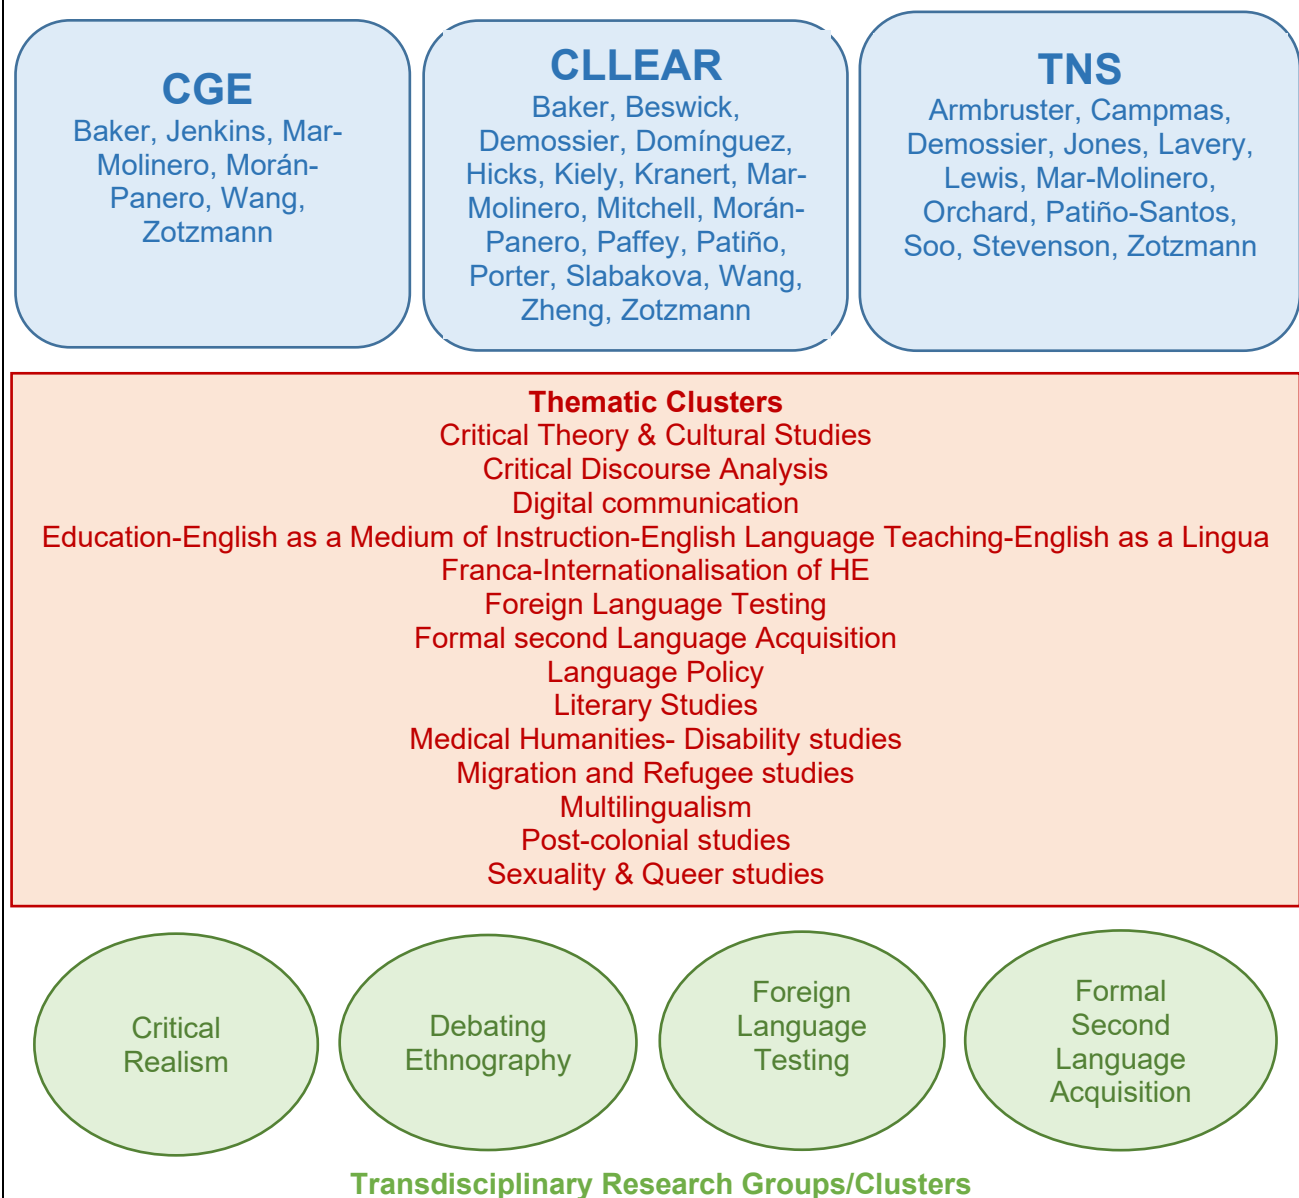 CGE
Baker, Jenkins, Mar-
Molinero, Morán-
Panero, Wang,
Zotzmann
CLLEAR
Baker, Beswick,
Demossier, Domínguez,
Hicks, Kiely, Kranert, Mar-
Molinero, Mitchell, Morán-
Panero, Paffey, Patiño,
Porter, Slabakova, Wang,
Zheng, Zotzmann
TNS
Armbruster, Campmas,
Demossier, Jones, Lavery,
Lewis, Mar-Molinero,
Orchard, Patiño-Santos,
Soo, Stevenson, Zotzmann
Thematic Clusters
Critical Theory & Cultural Studies
Critical Discourse Analysis
Digital communication
Education-English as a Medium of Instruction-English Language Teaching-English as a Lingua
Franca-Internationalisation of HE
Foreign Language Testing
Formal second Language Acquisition
Language Policy
Literary Studies
Medical Humanities- Disability studies
Migration and Refugee studies
Multilingualism
Post-colonial studies
Sexuality & Queer studies
Critical
Realism
Debating
Ethnography
Foreign
Language
Testing
Formal
Second
Language
Acquisition
Transdisciplinary Research Groups/Clusters